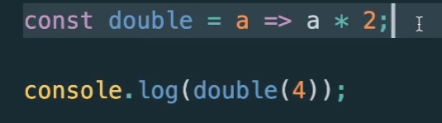 const double = a => a * 2;
console.log(double(4));